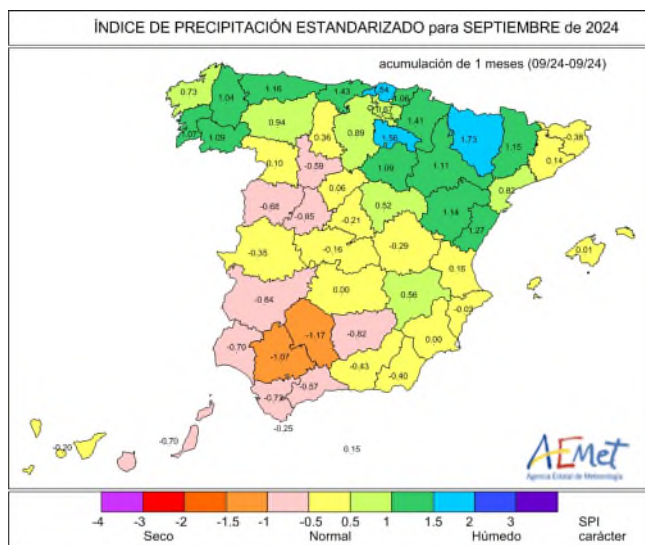 ÍNDICE DE PRECIPITACIÓN ESTANDARIZADO para SEPTIEMBRE de 2024
acumulación de 1 meses (09/24-09/24)
0.73 1.04 1.16 1.43 1.54 1.06
1.07 1.09 0.94 0.36 0.89 1.56 1.41 1.73 1.15 0.14 -0.38
0.10 -0.59 1.09 1.11 0.82
-0.68 -0.85 0.06 0.52 1.14 1.27
-0.21
-0.35 -0.16 -0.29 0.16 0.01
-0.84 0.00 0.56 -0.03
-0.70 -1.07 -1.17 -0.82 0.00
-0.43 -0.40
-0.72 -0.57
-0.25
-0.20 -0.70 0.15
AEMet
Agencia Estatal de Meteorología
-4 -3 -2 -1.5 -1 -0.5 0.5 1 1.5 2 3 SPI
Seco Normal Húmedo carácter